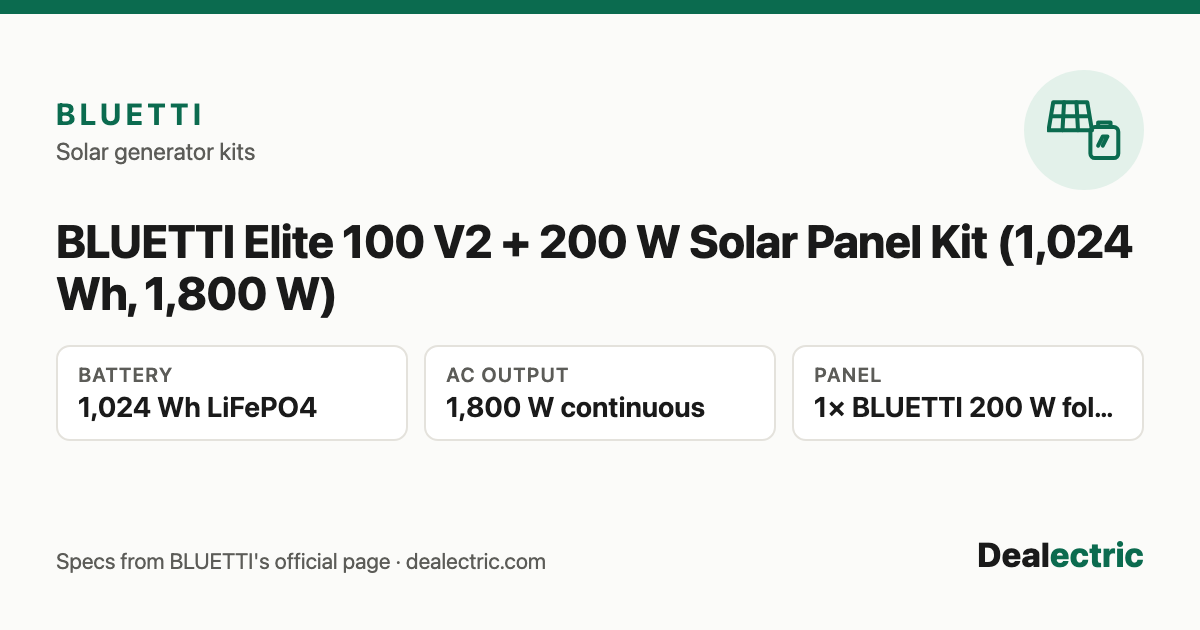 BLUETTI
Solar generator kits
BLUETTI Elite 100 V2 + 200 W Solar Panel Kit (1,024
Wh, 1,800 W)
BATTERY
1,024 Wh LiFePO4
AC OUTPUT
1,800 W continuous
PANEL
1× BLUETTI 200 W fol...
Specs from BLUETTI's official page · dealectric.com
Dealectric